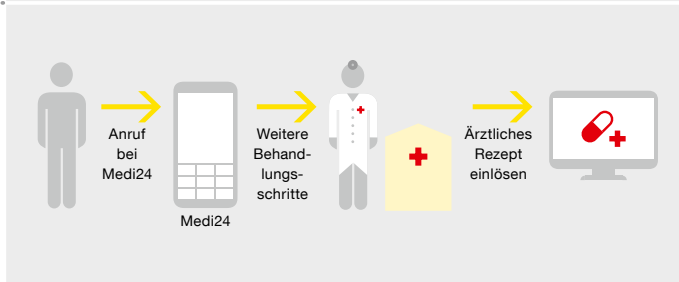 Anruf
bei
Medi24
Medi24
Weitere
Behand-
lungs-
schritte
Ärztliches
Rezept
einlösen